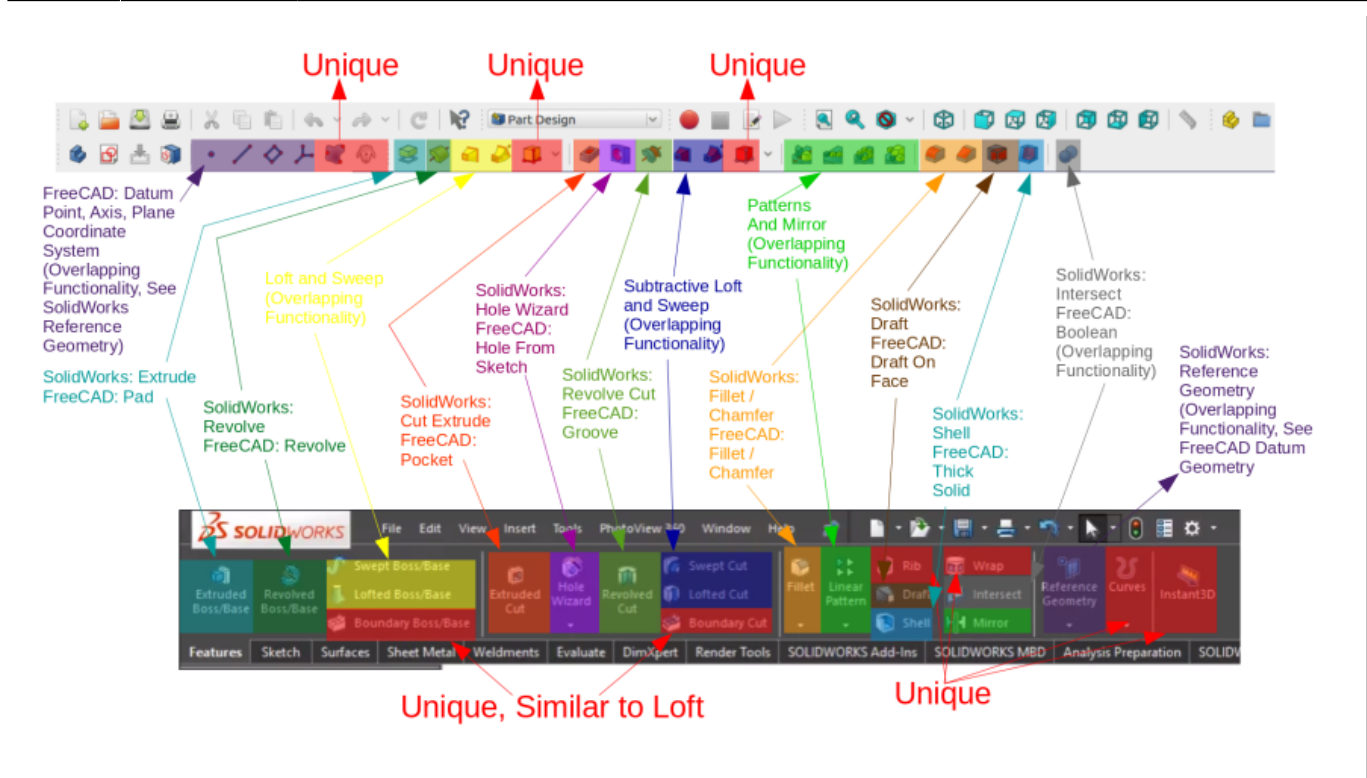 Unique
Unique
Unique
Part Design
FreeCAD: Datum
Point, Axis, Plane
Coordinate
System
(Overlapping
Functionality, See
SolidWorks
Reference
Geometry)
SolidWorks: Extrude
FreeCAD: Pad
SolidWorks:
Revolve
FreeCAD: Revolve
Loft and Sweep
(Overlapping
Functionality)
SolidWorks:
Cut Extrude
FreeCAD:
Pocket
SolidWorks:
Hole Wizard
FreeCAD:
Hole From
Sketch
SolidWorks:
Revolve Cut
FreeCAD:
Groove
Subtractive Loft
and Sweep
(Overlapping
Functionality)
SolidWorks:
Fillet /
Chamfer
FreeCAD:
Fillet /
Chamfer
Patterns
And Mirror
(Overlapping
Functionality)
SolidWorks:
Draft
FreeCAD:
Draft On
Face
SolidWorks:
Shell
FreeCAD:
Thick
Solid
SolidWorks:
Intersect
FreeCAD:
Boolean
(Overlapping
Functionality)
SolidWorks:
Reference
Geometry
(Overlapping
Functionality, See
FreeCAD Datum
Geometry
SOLIDWORKS
File Edit View Insert Tools PhotoView 360 Window Help
Extruded
Boss/Base
Revolved
Boss/Base
Swept Boss/Base
Lofted Boss/Base
Boundary Boss/Base
Extruded
Cut
Hole
Wizard
Revolved
Cut
Swept Cut
Lofted Cut
Boundary Cut
Fillet
Linear
Pattern
Rib
Draft
Shell
Wrap
Intersect
Mirror
Reference
Geometry
Curves
Instant3D
Features Sketch Surfaces Sheet Metal Weldments Evaluate DimXpert Render Tools SOLIDWORKS Add-Ins SOLIDWORKS MBD Analysis Preparation SOLIDW
Unique, Similar to Loft
Unique